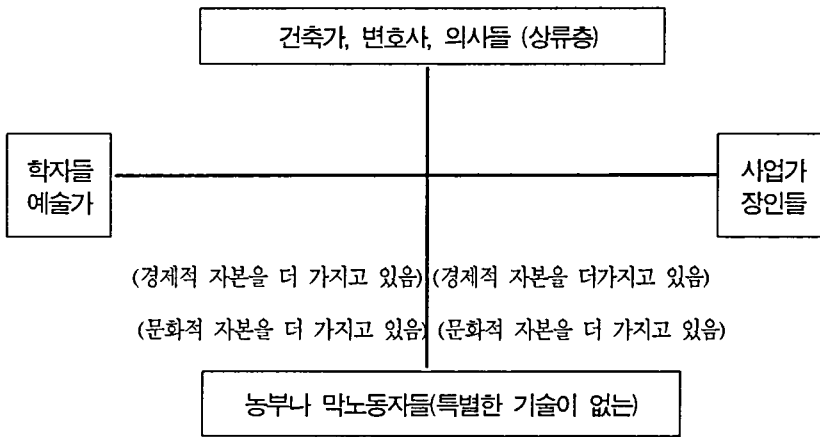 건축가, 변호사, 의사들 (상류층)
학자들
예술가
사업가
장인들
(경제적 자본을 더 가지고 있음) (경제적 자본을 더가지고 있음)
(문화적 자본을 더 가지고 있음) (문화적 자본을 더 가지고 있음)
농부나 막노동자들(특별한 기술이 없는)